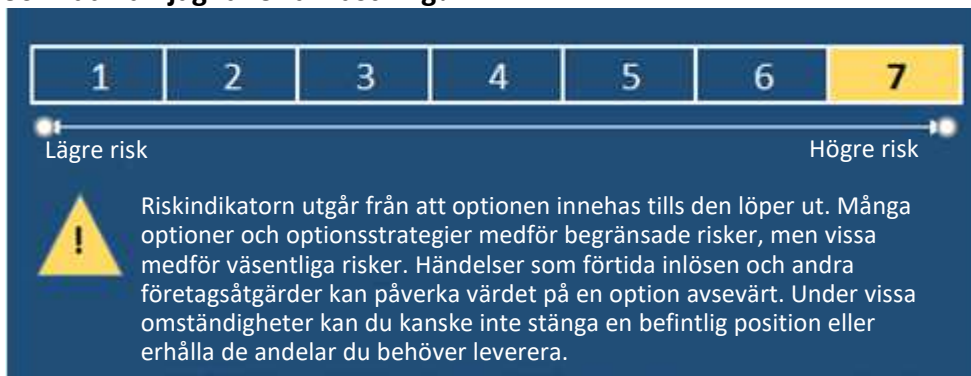 1 2 3 4 5 6 7
Lägre risk Högre risk
! Riskindikatorn utgår från att optionen innehas tills den löper ut. Många
optioner och optionsstrategier medför begränsade risker, men vissa
medför väsentliga risker. Händelser som förtida inlösen och andra
företagsåtgärder kan påverka värdet på en option avsevärt. Under vissa
omständigheter kan du kanske inte stänga en befintlig position eller
erhålla de andelar du behöver leverera.